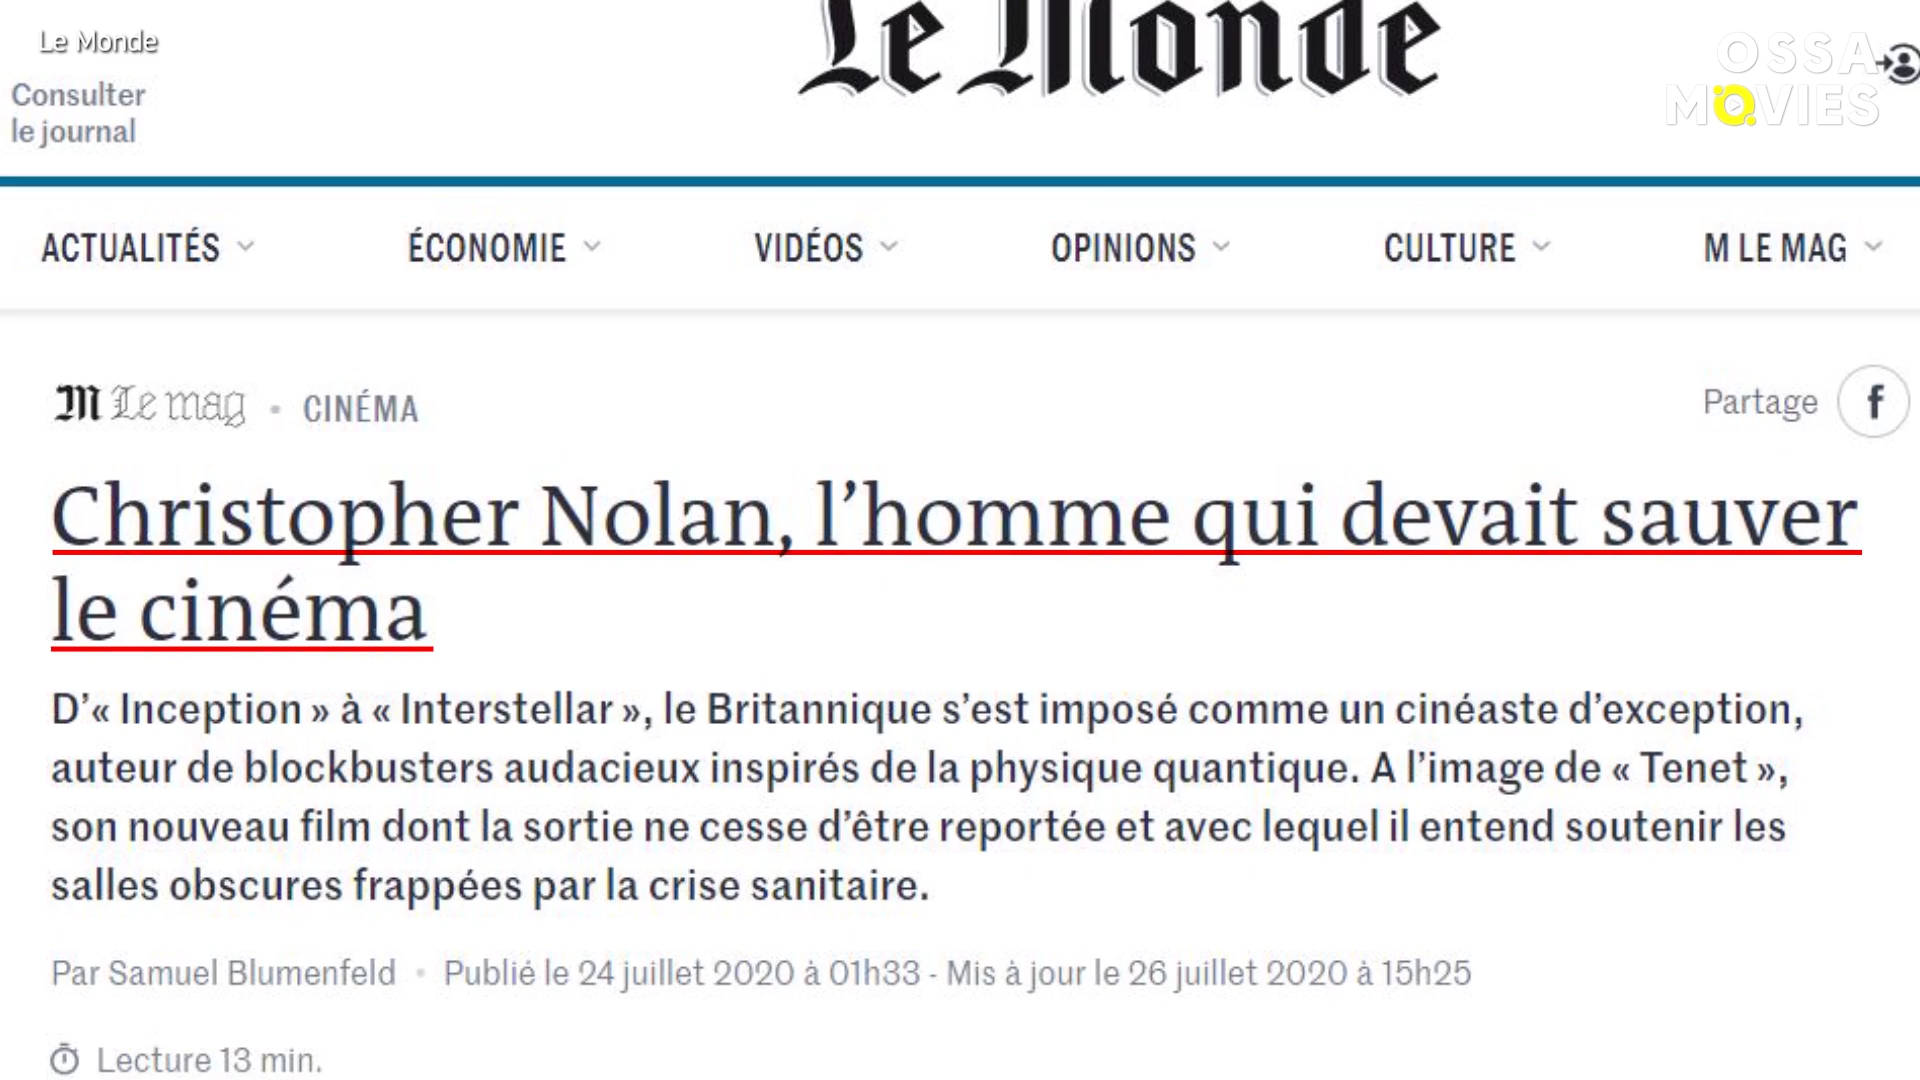 Le Monde
Le Monde
OSSA
MOVIES
Consulter
le journal
ACTUALITÉS
ÉCONOMIE
VIDÉOS
OPINIONS
CULTURE
M LE MAG
M Le mag • CINÉMA
Partage f
Christopher Nolan, l’homme qui devait sauver
le cinéma
D’« Inception » à « Interstellar », le Britannique s’est imposé comme un cinéaste d’exception,
auteur de blockbusters audacieux inspirés de la physique quantique. A l’image de « Tenet »,
son nouveau film dont la sortie ne cesse d’être reportée et avec lequel il entend soutenir les
salles obscures frappées par la crise sanitaire.
Par Samuel Blumenfeld • Publié le 24 juillet 2020 à 01h33 - Mis à jour le 26 juillet 2020 à 15h25
Lecture 13 min.